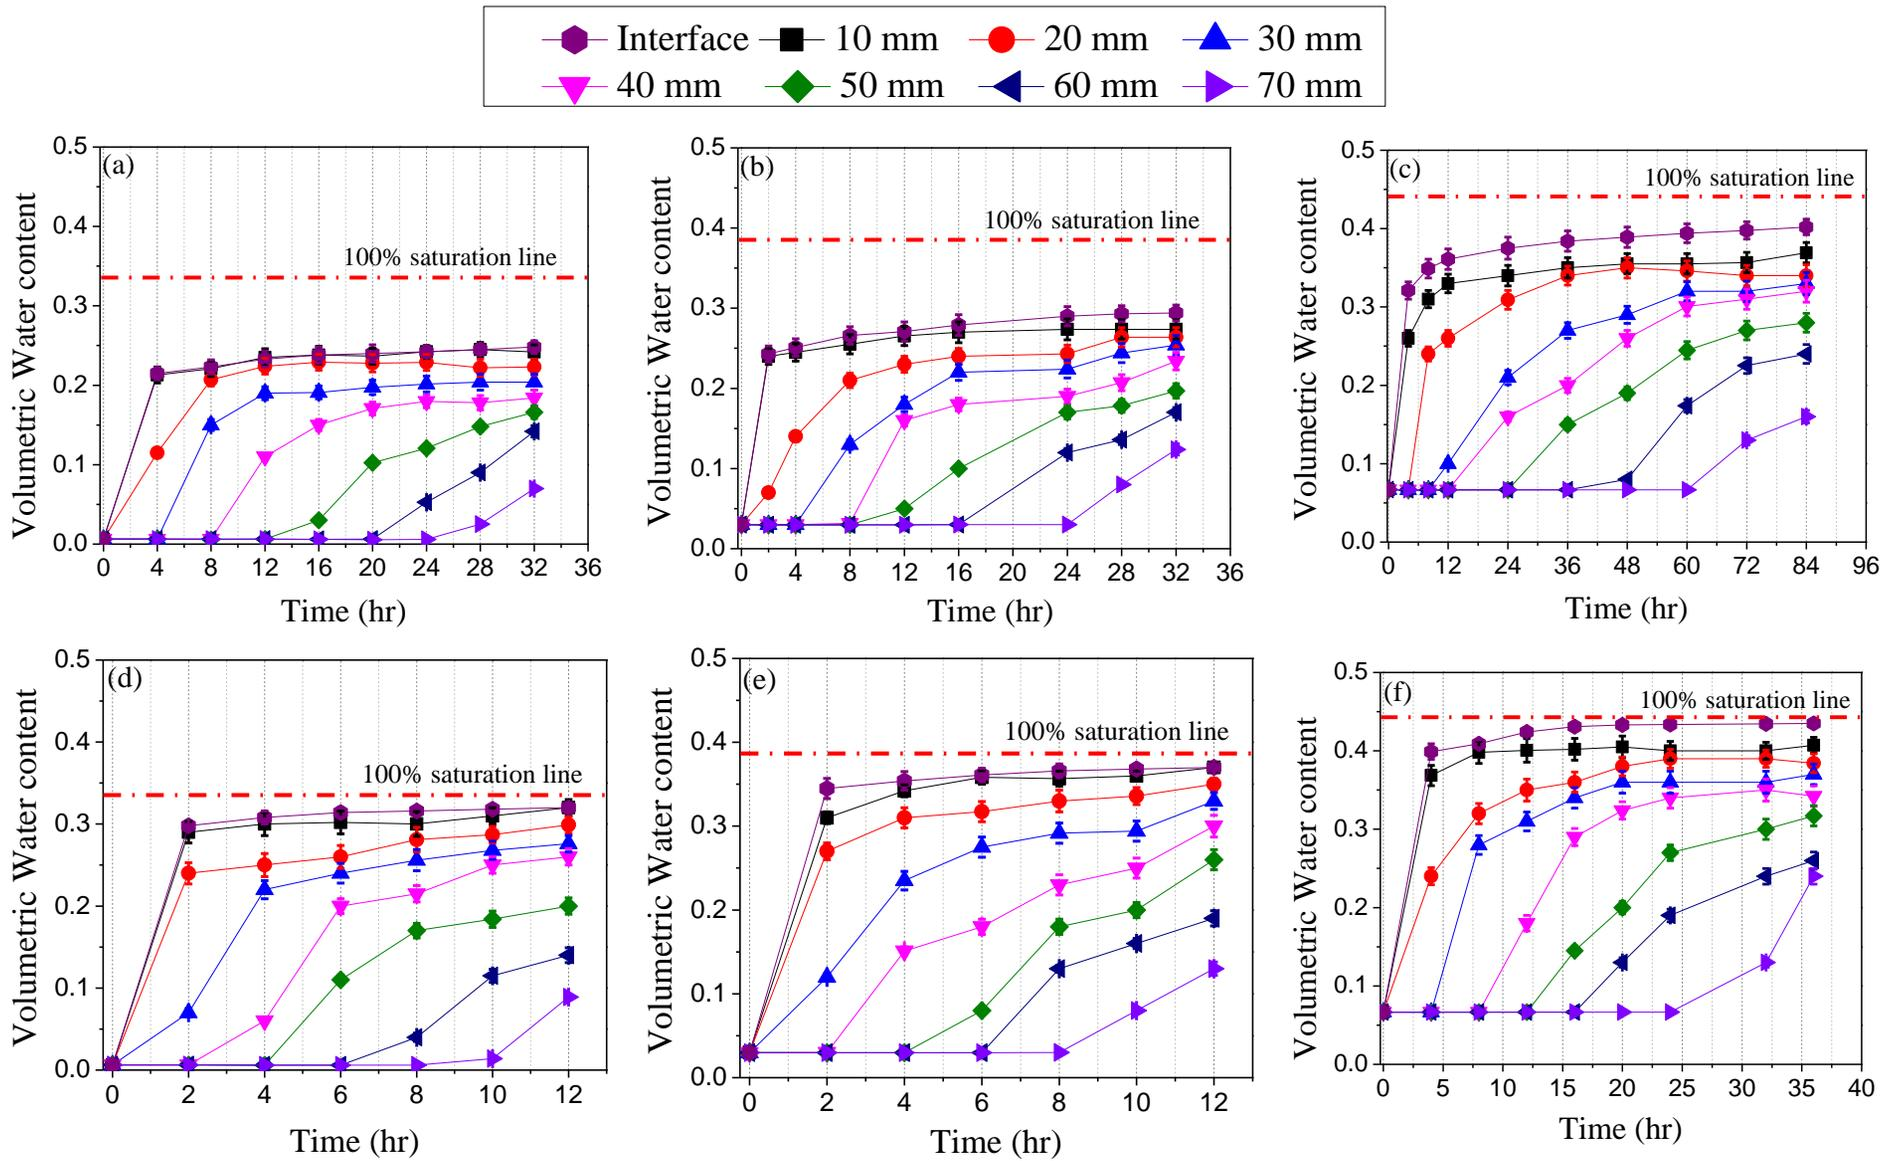 Interface 10 mm 20 mm 30 mm
40 mm 50 mm 60 mm 70 mm
(a)
100% saturation line
Volumetric Water content
0.5
0.4
0.3
0.2
0.1
0.0
0 4 8 12 16 20 24 28 32 36
Time (hr)
(b)
100% saturation line
Volumetric Water content
0.5
0.4
0.3
0.2
0.1
0.0
0 4 8 12 16 20 24 28 32 36
Time (hr)
(c)
100% saturation line
Volumetric Water content
0.5
0.4
0.3
0.2
0.1
0.0
0 12 24 36 48 60 72 84 96
Time (hr)
(d)
100% saturation line
Volumetric Water content
0.5
0.4
0.3
0.2
0.1
0.0
0 2 4 6 8 10 12
Time (hr)
(e)
100% saturation line
Volumetric Water content
0.5
0.4
0.3
0.2
0.1
0.0
0 2 4 6 8 10 12
Time (hr)
(f)
100% saturation line
Volumetric Water content
0.5
0.4
0.3
0.2
0.1
0.0
0 5 10 15 20 25 30 35 40
Time (hr)